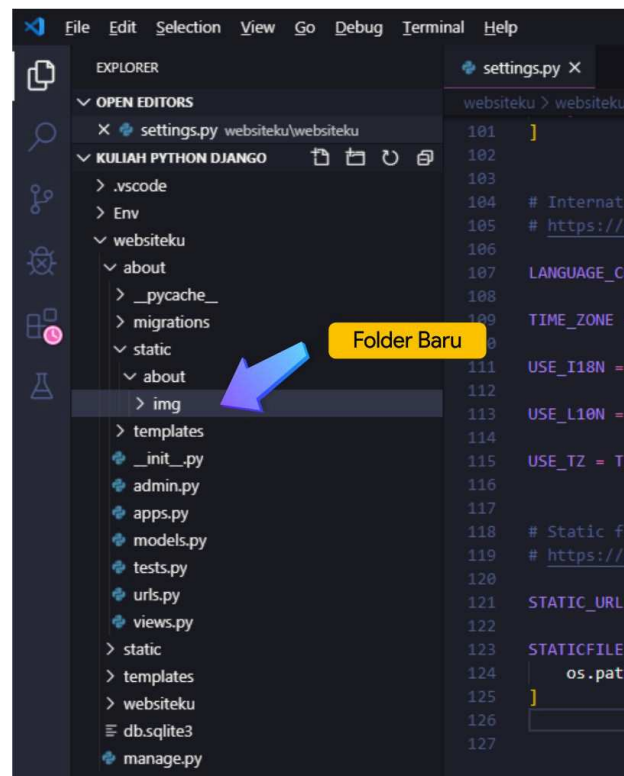 File Edit Selection View Go Debug Terminal Help
EXPLORER
OPEN EDITORS
settings.py websiteku\websiteku
KULIAH PYTHON DJANGO
.vscode
Env
websiteku
about
__pycache__
migrations
static
about
img
templates
__init__.py
admin.py
apps.py
models.py
tests.py
urls.py
views.py
static
templates
websiteku
db.sqlite3
manage.py
Folder Baru
settings.py
websiteku > websiteku
101 ]
102
103
104 # Internat
105 # https://
106
107 LANGUAGE_C
108
109 TIME_ZONE
111 USE_I18N =
112
113 USE_L10N =
114
115 USE_TZ = T
116
117
118 # Static f
119 # https://
120
121 STATIC_URL
122
123 STATICFILE
124 os.pat
125 ]
126
127